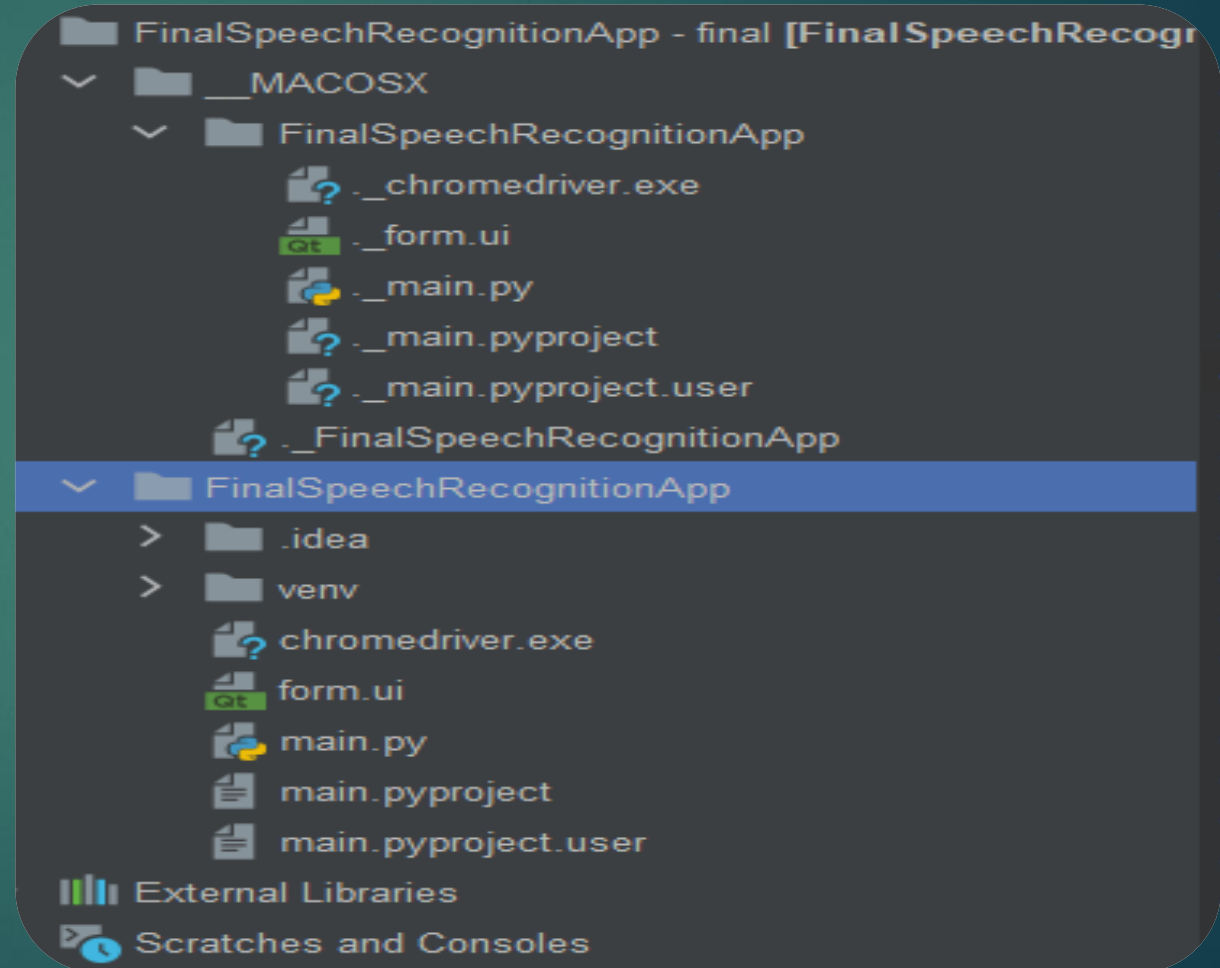 FinalSpeechRecognitionApp - final [FinalSpeechRecogr
__MACOSX
FinalSpeechRecognitionApp
._chromedriver.exe
Qt ._form.ui
._main.py
._main.pyproject
._main.pyproject.user
._FinalSpeechRecognitionApp
FinalSpeechRecognitionApp
.idea
venv
chromedriver.exe
Qt form.ui
main.py
main.pyproject
main.pyproject.user
External Libraries
Scratches and Consoles